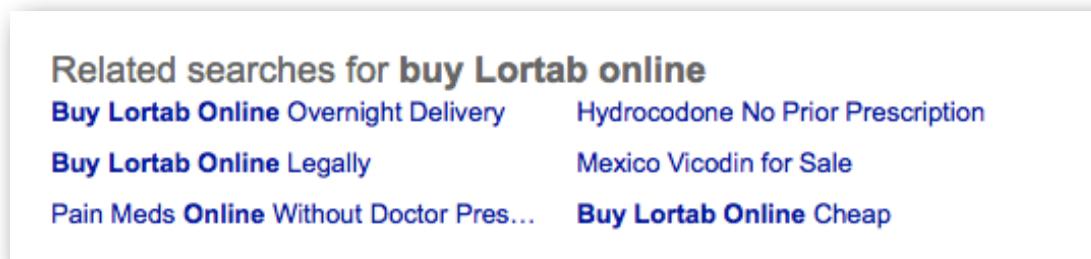 Related searches for buy Lortab online
Buy Lortab Online Overnight Delivery
Hydrocodone No Prior Prescription
Buy Lortab Online Legally
Mexico Vicodin for Sale
Pain Meds Online Without Doctor Pres...
Buy Lortab Online Cheap